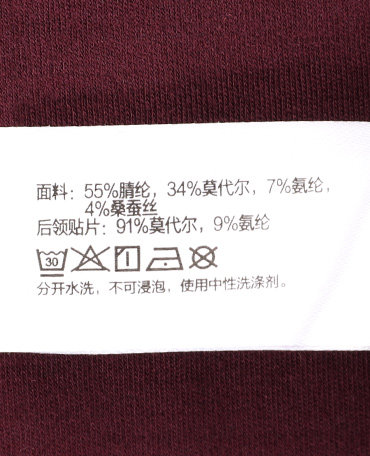 面料：55%腈纶，34%莫代尔，7%氨纶，
4%桑蚕丝
后领贴片：91%莫代尔，9%氨纶
30
分开水洗，不可浸泡，使用中性洗涤剂。